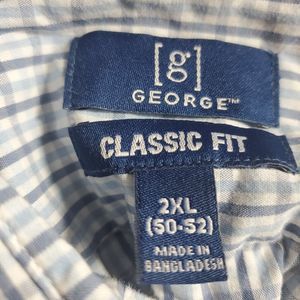 [g]
GEORGE™
CLASSIC FIT
2XL
(50-52)
MADE IN
BANGLADESH